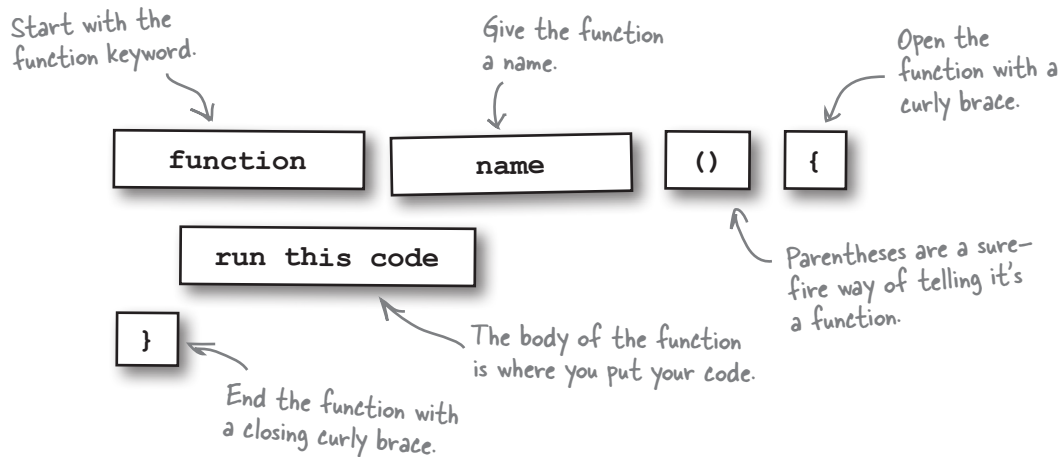 Start with the
function keyword.
Give the function
a name.
Open the
function with a
curly brace.
function name () {
run this code
Parentheses are a sure-
fire way of telling it's
a function.
}
The body of the function
is where you put your code.
End the function with
a closing curly brace.